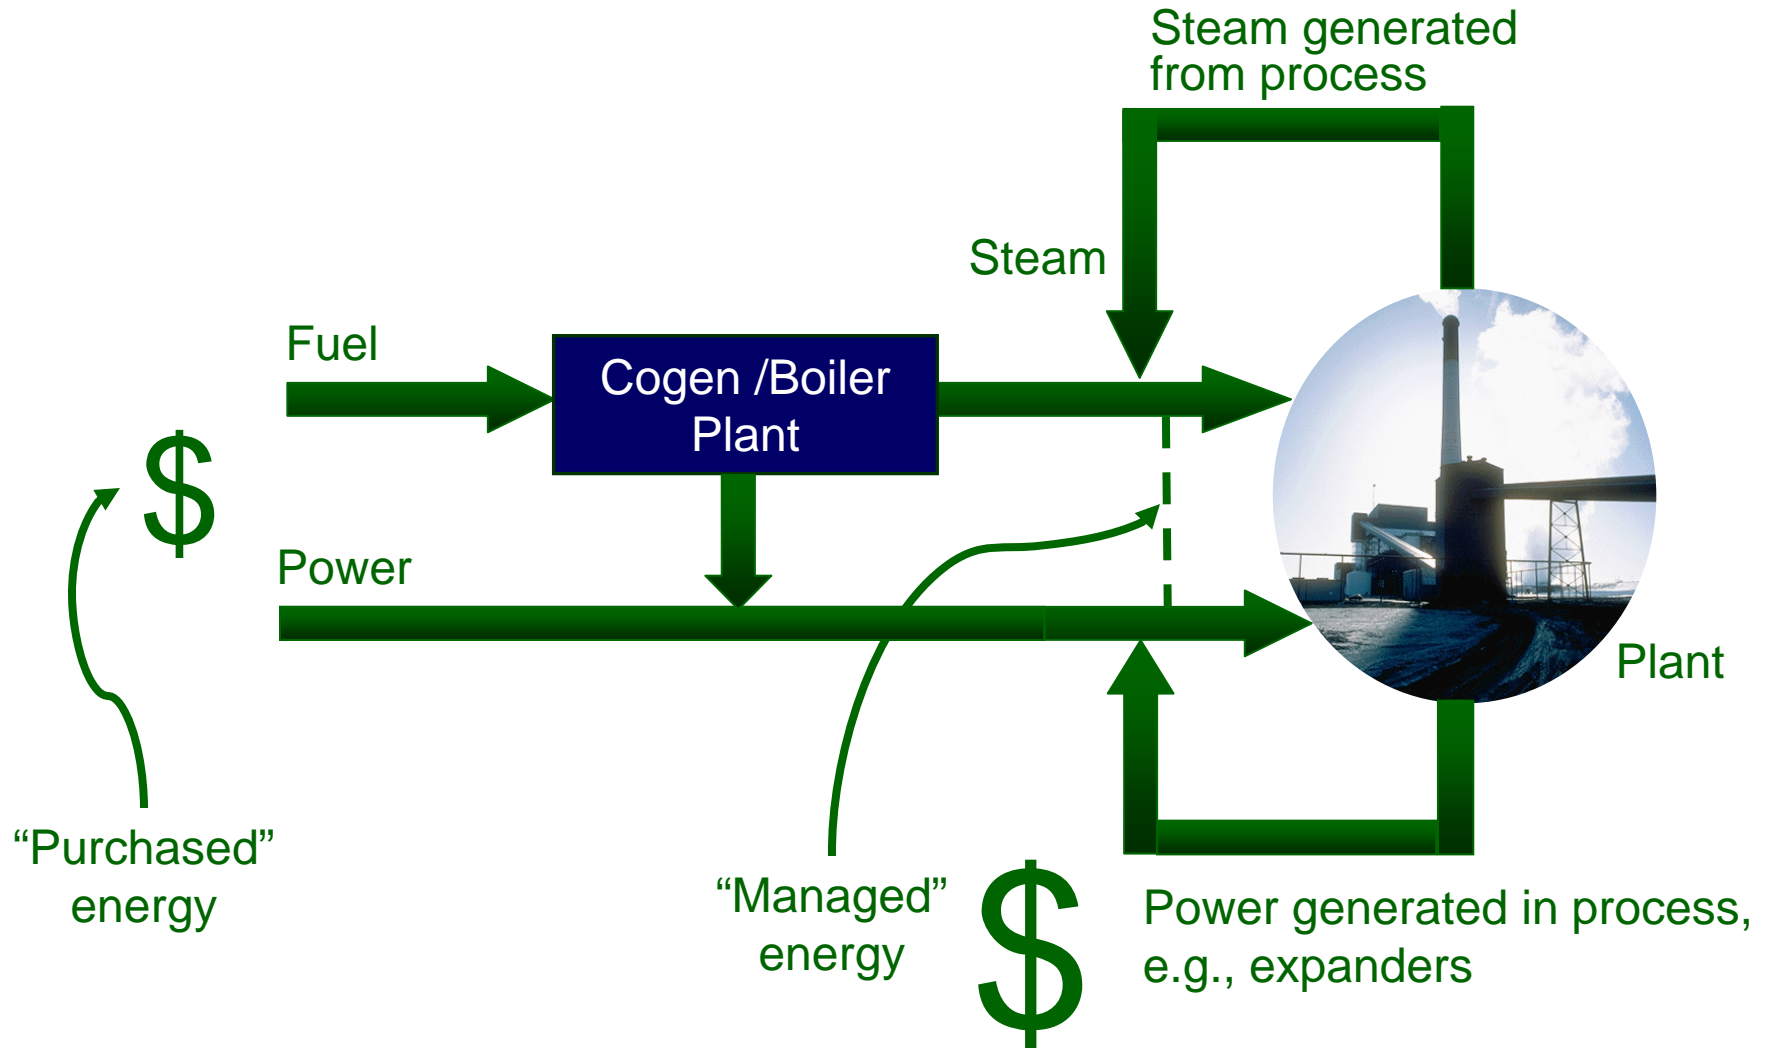 Steam generated
from process
Steam
Fuel
Cogen /Boiler
Plant
$
Power
Plant
“Purchased”
energy
“Managed”
energy
$
Power generated in process,
e.g., expanders